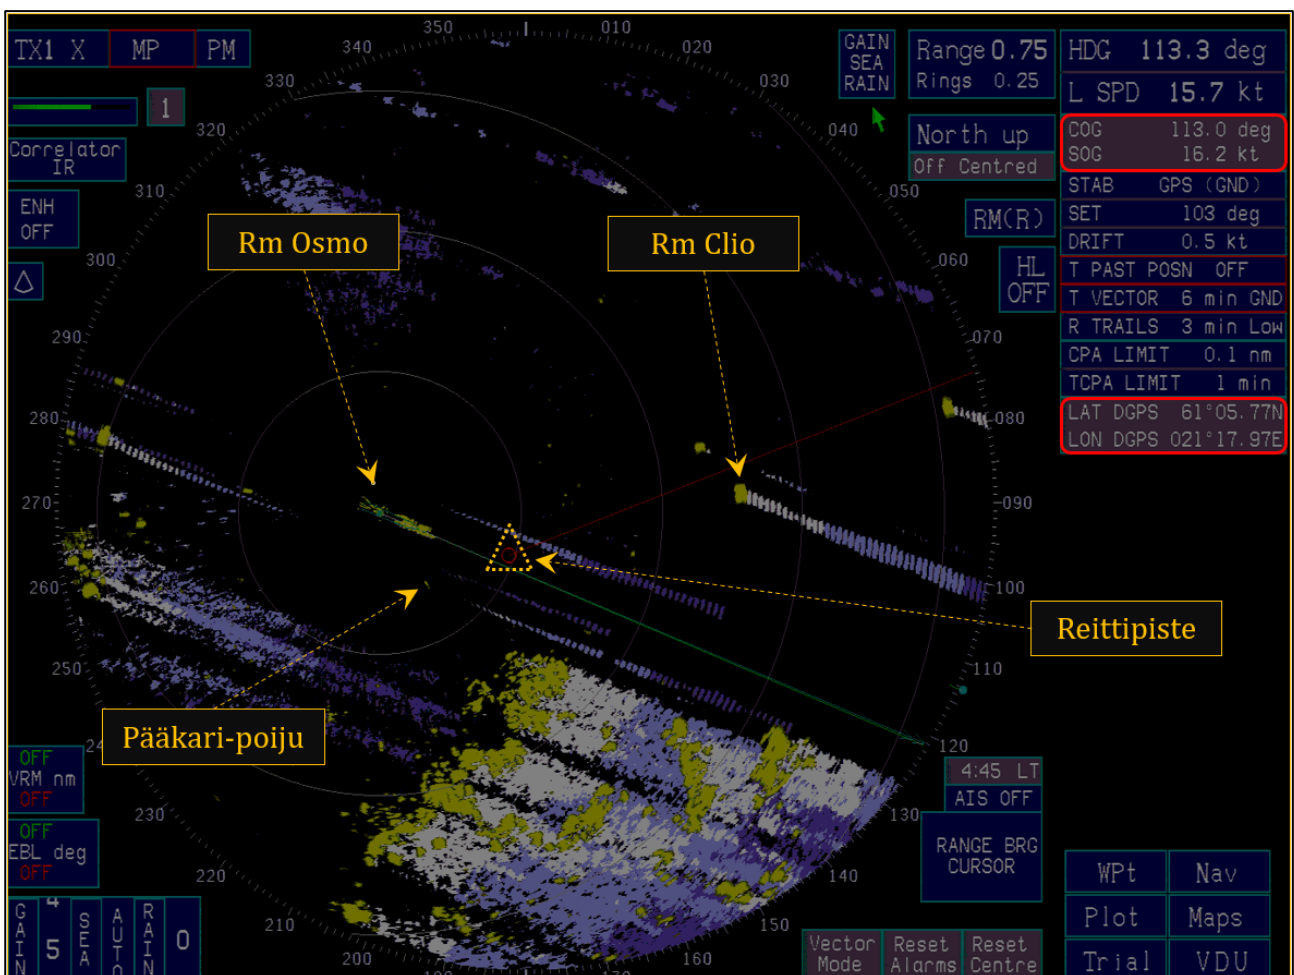 TX1 X MP PM
1
Correlator
IR
ENH
OFF
350
010
340
020
330
030
320
040
310
050
300
060
290
070
280
080
270
090
260
100
250
110
120
230
130
220
140
210
150
200
160
170
GAIN
SEA
RAIN
Range 0.75
Rings 0.25
North up
Off Centred
RM(R)
HL
OFF
HDG 113.3 deg
L SPD 15.7 kt
COG 113.0 deg
SOG 16.2 kt
STAB GPS (GND)
SET 103 deg
DRIFT 0.5 kt
T PAST POSN OFF
T VECTOR 6 min GND
R TRAILS 3 min Low
CPA LIMIT 0.1 nm
TCPA LIMIT 1 min
LAT DGPS 61°05.77N
LON DGPS 021°17.97E
Rm Osmo
Rm Clio
Reittipiste
Pääkari-poiju
OFF
VRM nm
OFF
OFF
EBL deg
OFF
GAIN
5
SEA
AUTO
RAIN
0
4:45 LT
AIS OFF
RANGE BRG
CURSOR
Vector
Mode
Reset
Alarms
Reset
Centre
WPt Nav
Plot Maps
Trial VDU